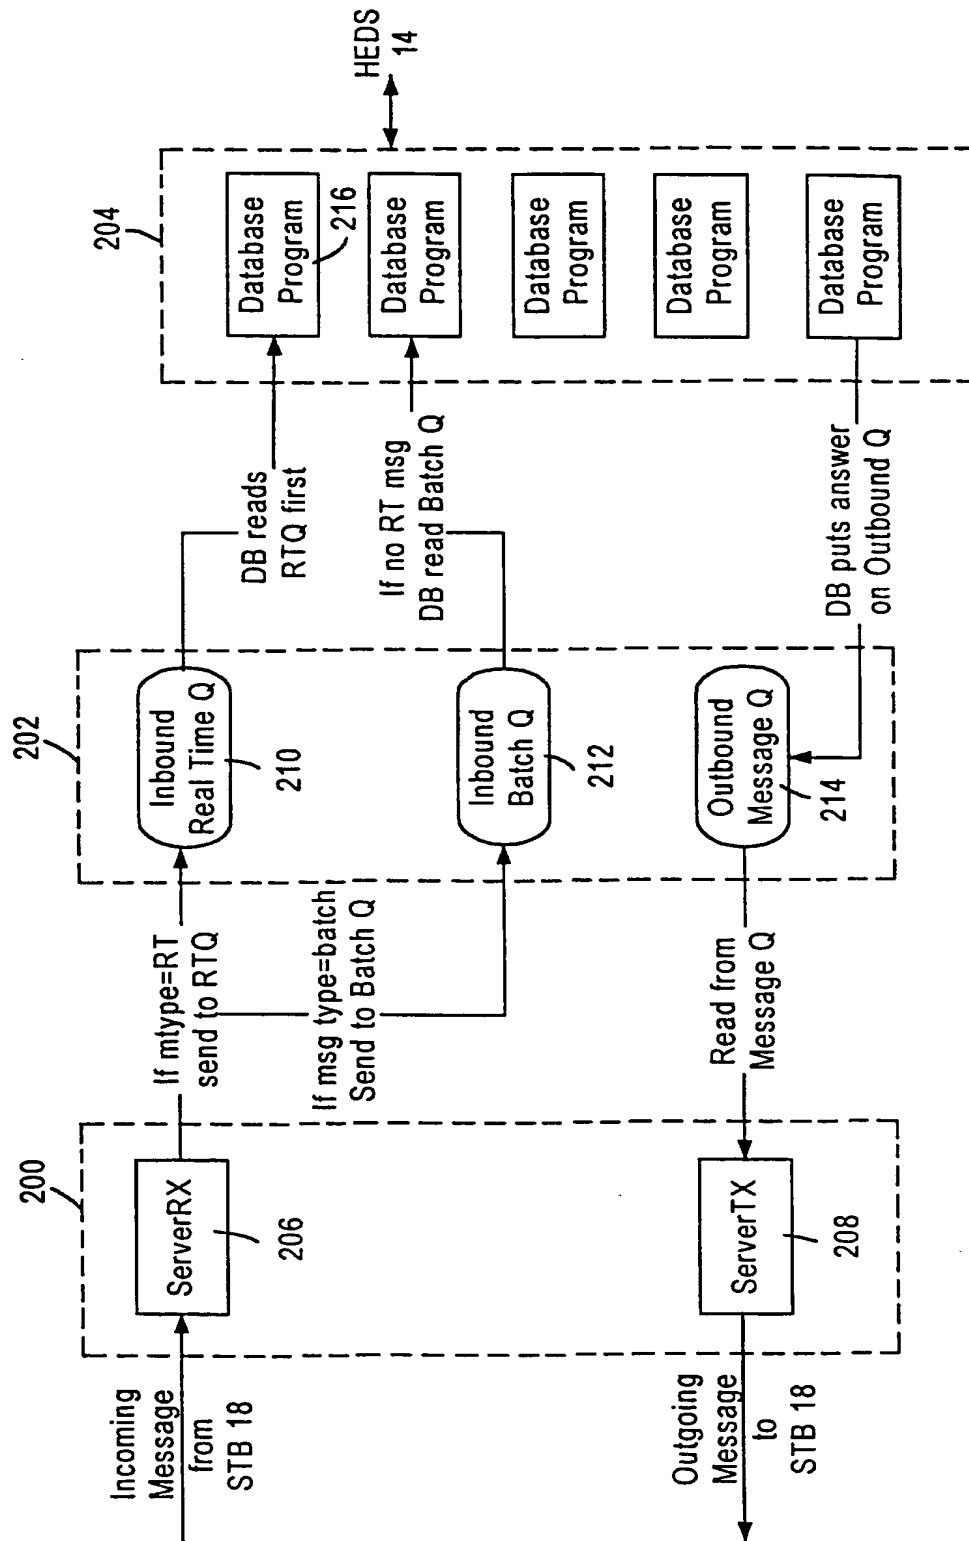 Incoming
Message
from
STB 18
200
ServerRX
206
If mtype=RT
send to RTQ
If msg type=batch
Send to Batch Q
202
Inbound
Real Time Q
210
Inbound
Batch Q
212
DB reads
RTQ first
If no RT msg
DB read Batch Q
204
Database
Program
216
Database
Program
Database
Program
Database
Program
Database
Program
HEDS
14
DB puts answer
on Outbound Q
Outbound
Message Q
214
Read from
Message Q
ServerTX
208
Outgoing
Message
to
STB 18